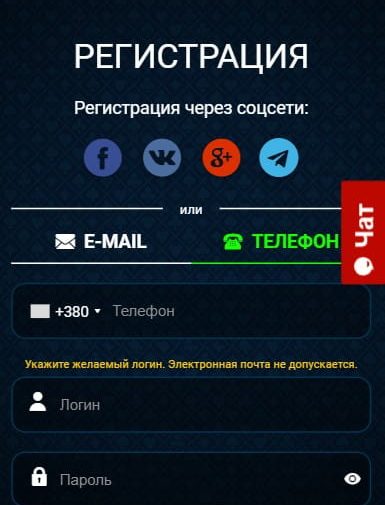 РЕГИСТРАЦИЯ
Регистрация через соцсети:
или
E-MAIL
ТЕЛЕФОН
Чат
+380 Телефон
Укажите желаемый логин. Электронная почта не допускается.
Логин
Пароль